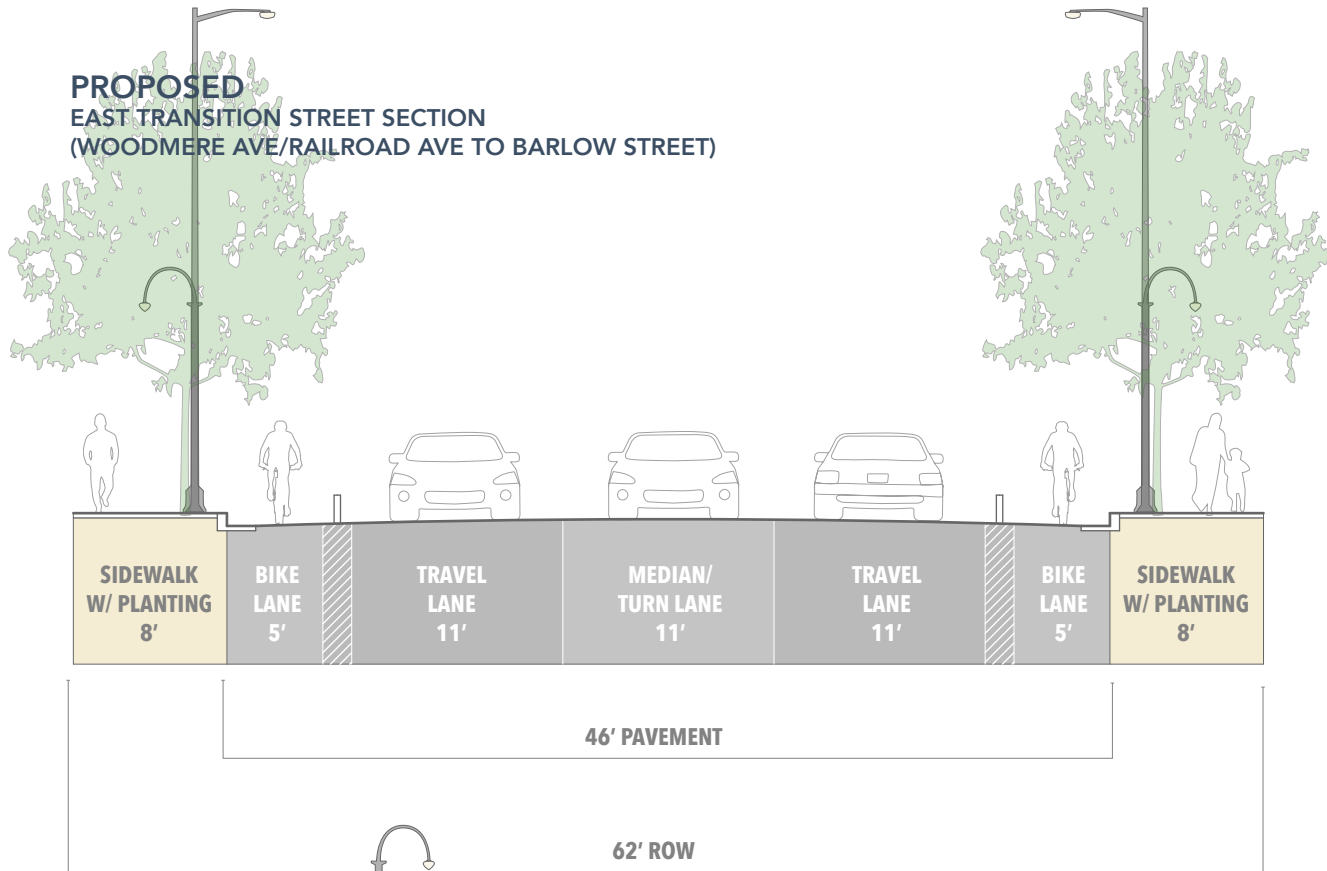 PROPOSED
EAST TRANSITION STREET SECTION
(WOODMERE AVE/RAILROAD AVE TO BARLOW STREET)
SIDEWALK
W/ PLANTING
8’
BIKE
LANE
5’
TRAVEL
LANE
11’
MEDIAN/
TURN LANE
11’
TRAVEL
LANE
11’
BIKE
LANE
5’
SIDEWALK
W/ PLANTING
8’
46’ PAVEMENT
62’ ROW